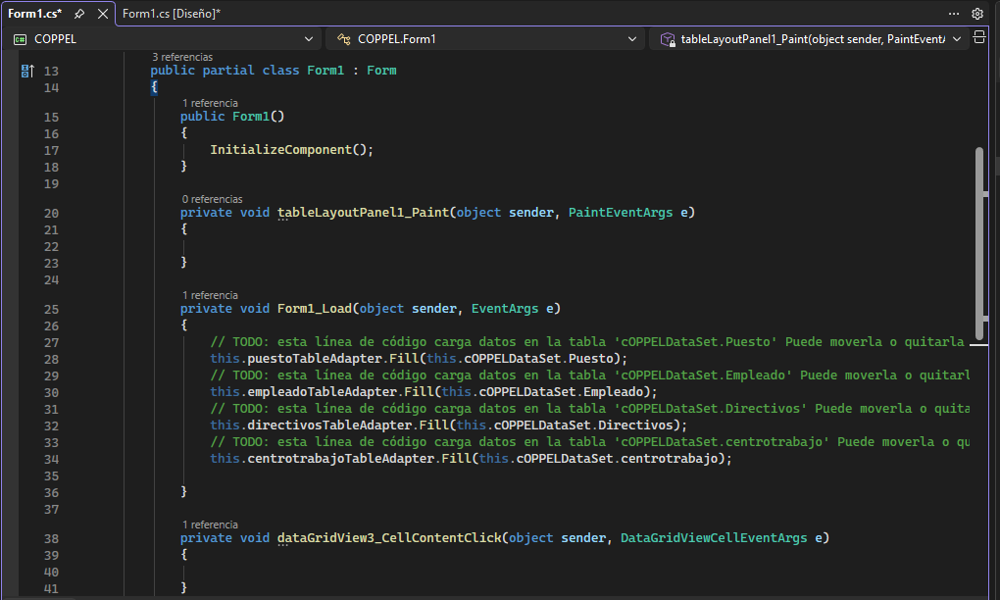 Form1.cs* Form1.cs [Diseño]*
C# COPPEL COPPEL.Form1 tableLayoutPanel1_Paint(object sender, PaintEventA
3 referencias
13 public partial class Form1 : Form
14 {
1 referencia
15 public Form1()
16 {
17 InitializeComponent();
18 }
19
0 referencias
20 private void tableLayoutPanel1_Paint(object sender, PaintEventArgs e)
21 {
22
23 }
24
1 referencia
25 private void Form1_Load(object sender, EventArgs e)
26 {
27 // TODO: esta línea de código carga datos en la tabla 'cOPPELDataSet.Puesto' Puede moverla o quitarla
28 this.puestoTableAdapter.Fill(this.cOPPELDataSet.Puesto);
29 // TODO: esta línea de código carga datos en la tabla 'cOPPELDataSet.Empleado' Puede moverla o quitarl
30 this.empleadoTableAdapter.Fill(this.cOPPELDataSet.Empleado);
31 // TODO: esta línea de código carga datos en la tabla 'cOPPELDataSet.Directivos' Puede moverla o quita
32 this.directivosTableAdapter.Fill(this.cOPPELDataSet.Directivos);
33 // TODO: esta línea de código carga datos en la tabla 'cOPPELDataSet.centrotrabajo' Puede moverla o qu
34 this.centrotrabajoTableAdapter.Fill(this.cOPPELDataSet.centrotrabajo);
35
36 }
37
1 referencia
38 private void dataGridView3_CellContentClick(object sender, DataGridViewCellEventArgs e)
39 {
40
41 }